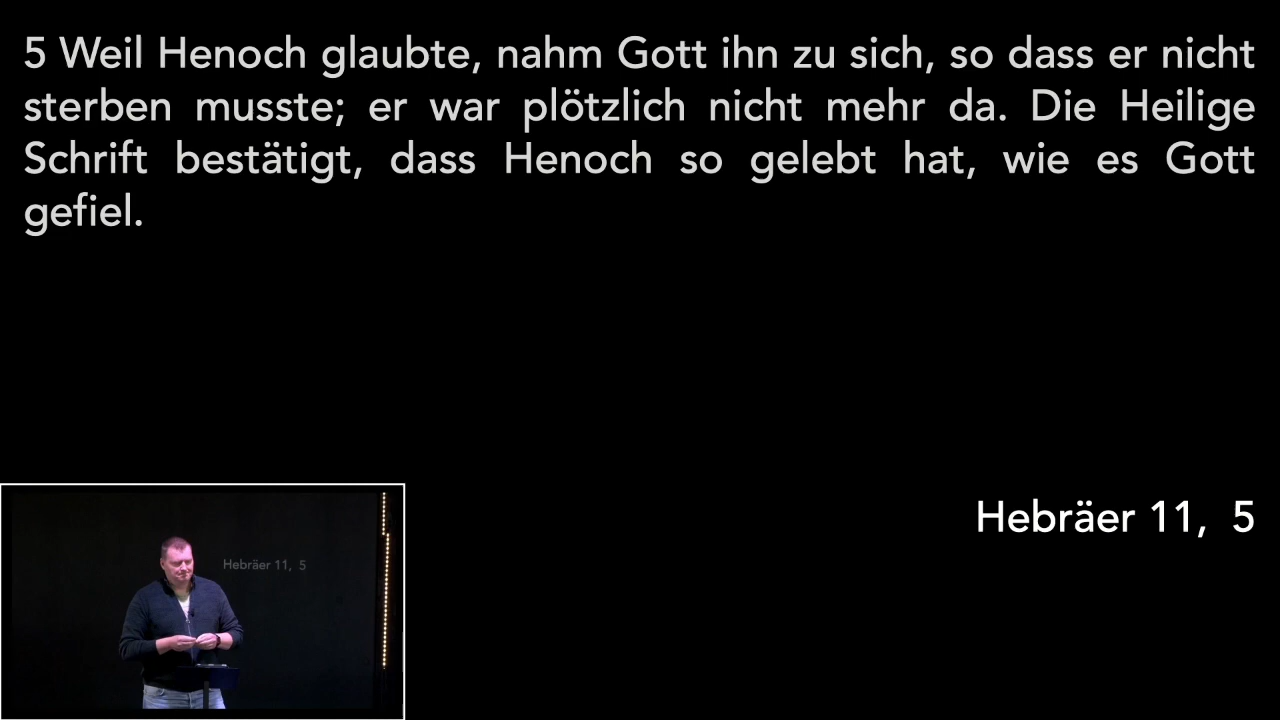 5 Weil Henoch glaubte, nahm Gott ihn zu sich, so dass er nicht
sterben musste; er war plötzlich nicht mehr da. Die Heilige
Schrift bestätigt, dass Henoch so gelebt hat, wie es Gott
gefiel.
Hebräer 11,  5
Hebräer 11,  5